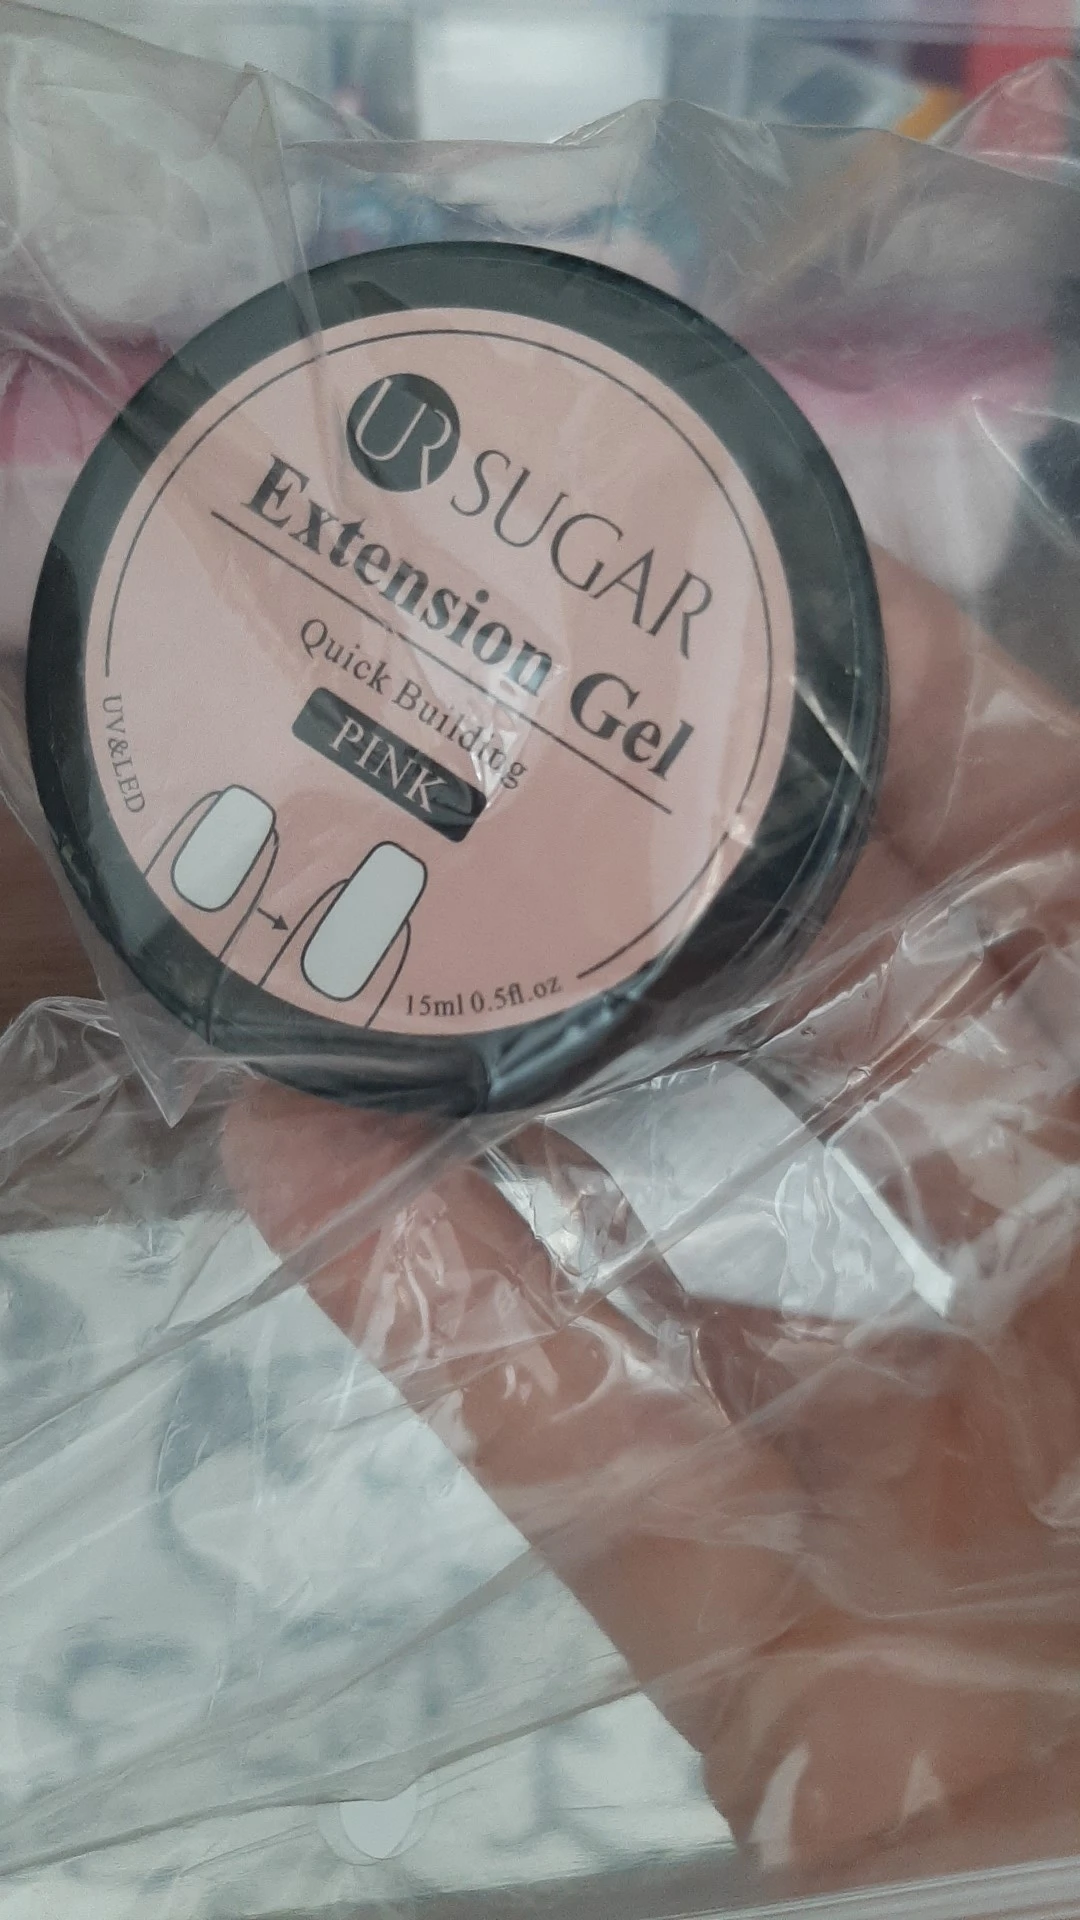 UR SUGAR
Extension Gel
Quick Building
PINK
UV&LED
15ml 0.5fl.oz